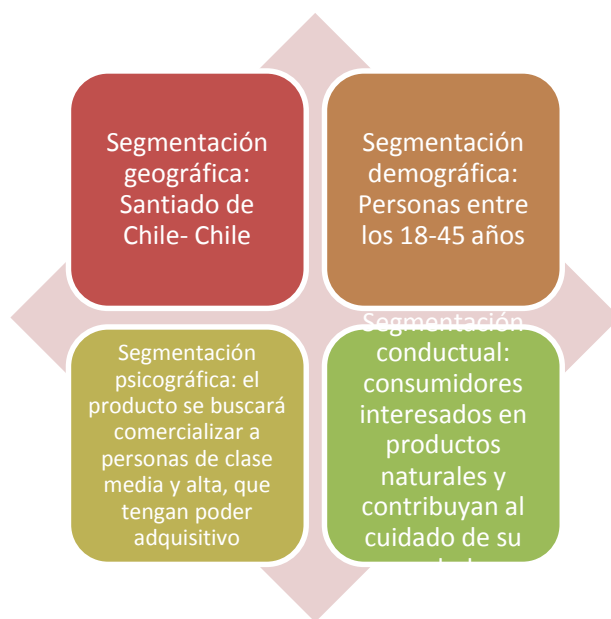 Segmentación
geográfica:
Santiado de
Chile- Chile
Segmentación
demográfica:
Personas entre
los 18-45 años
Segmentación
psicográfica: el
producto se buscará
comercializar a
personas de clase
media y alta, que
tengan poder
adquisitivo
Segmentación
conductual:
consumidores
interesados en
productos
naturales y
contribuyan al
cuidado de su